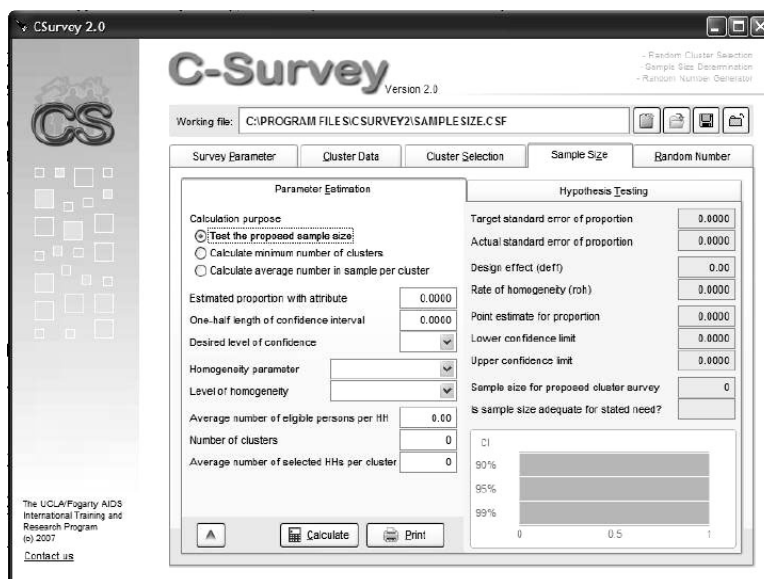 CSurvey 2.0
C-Survey
Version 2.0
- Random Cluster Selection
- Sample Size Determination
- Random Number Generator
CS
Working file: C:\PROGRAM FILES\CSURVEY2\SAMPLE SIZE.CSF
Survey Parameter
Cluster Data
Cluster Selection
Sample Size
Random Number
Parameter Estimation
Hypothesis Testing
Calculation purpose
Test the proposed sample size
Calculate minimum number of clusters
Calculate average number in sample per cluster
Estimated proportion with attribute 0.0000
One-half length of confidence interval 0.0000
Desired level of confidence
Homogeneity parameter
Level of homogeneity
Average number of eligible persons per HH 0.00
Number of clusters 0
Average number of selected HHs per cluster 0
Calculate
Print
Target standard error of proportion 0.0000
Actual standard error of proportion 0.0000
Design effect (deff) 0.00
Rate of homogeneity (roh) 0.0000
Point estimate for proportion 0.0000
Lower confidence limit 0.0000
Upper confidence limit 0.0000
Sample size for proposed cluster survey 0
Is sample size adequate for stated need?
CI
90%
95%
99%
0 0.5 1
The UCLA/Fogarty AIDS
International Training and
Research Program
(c) 2007
Contact us